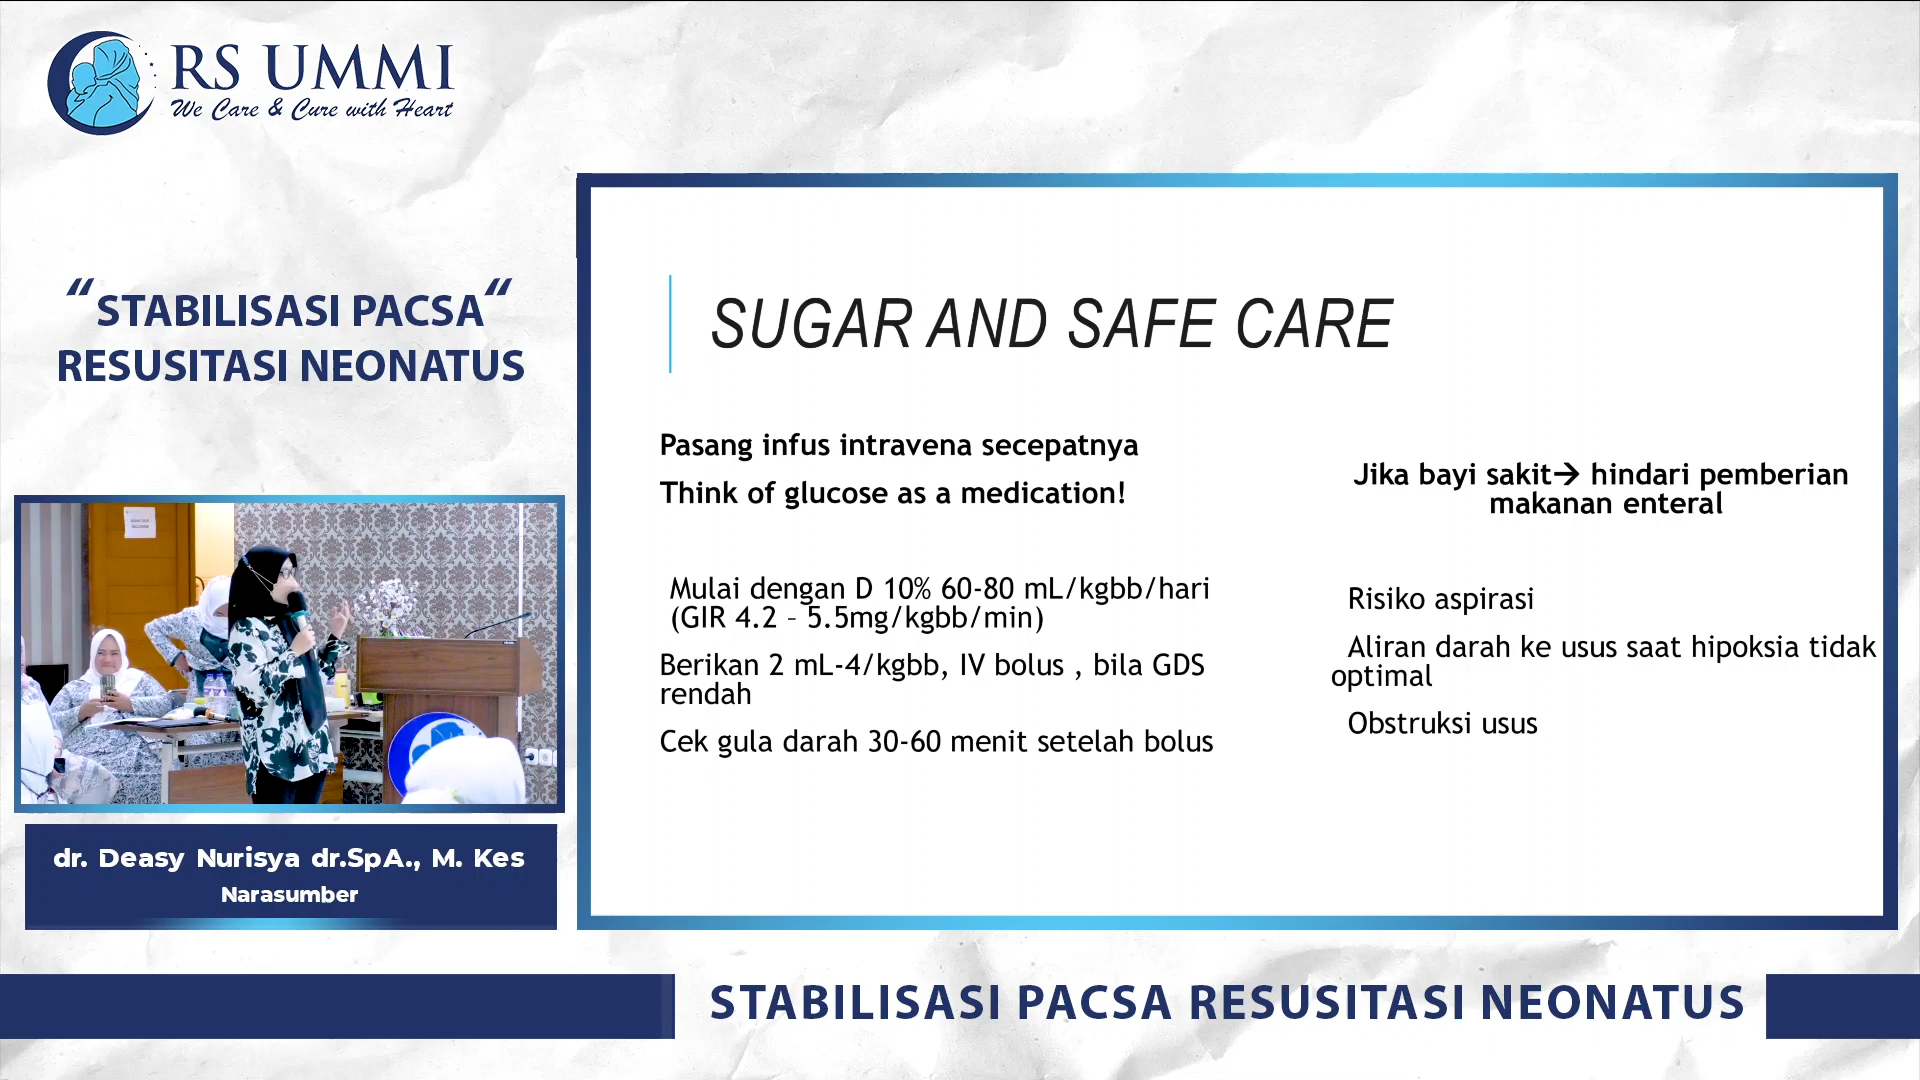 RS UMMI
We Care & Cure with Heart
“STABILISASI PACSA“
RESUSITASI NEONATUS
SUGAR AND SAFE CARE
Pasang infus intravena secepatnya
Think of glucose as a medication!
Mulai dengan D 10% 60-80 mL/kgbb/hari
(GIR 4.2 – 5.5mg/kgbb/min)
Berikan 2 mL-4/kgbb, IV bolus , bila GDS
rendah
Cek gula darah 30-60 menit setelah bolus
Jika bayi sakit→ hindari pemberian
makanan enteral
Risiko aspirasi
Aliran darah ke usus saat hipoksia tidak
optimal
Obstruksi usus
dr. Deasy Nurisya dr.SpA., M. Kes
Narasumber
STABILISASI PACSA RESUSITASI NEONATUS